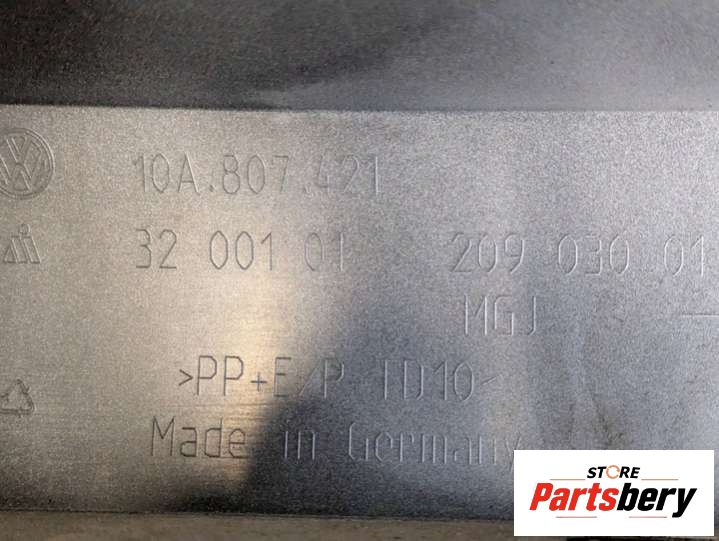 10A.807.421
32 001 01 209 030 01
MGJ
>PP+E/P TD10<
Made in Germany
STORE
Partsbery